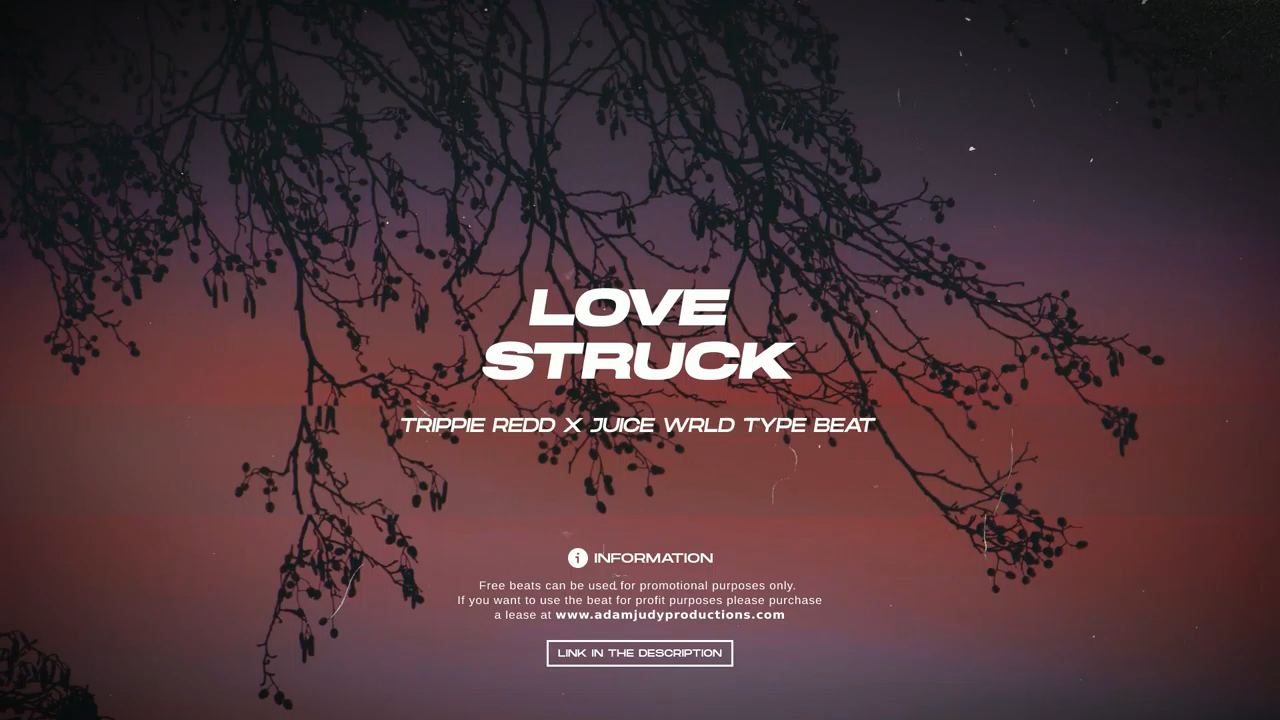 LOVE
STRUCK
TRIPPIE REDD X JUICE WRLD TYPE BEAT
INFORMATION
Free beats can be used for promotional purposes only.
If you want to use the beat for profit purposes please purchase
a lease at www.adamjudyproductions.com
LINK IN THE DESCRIPTION